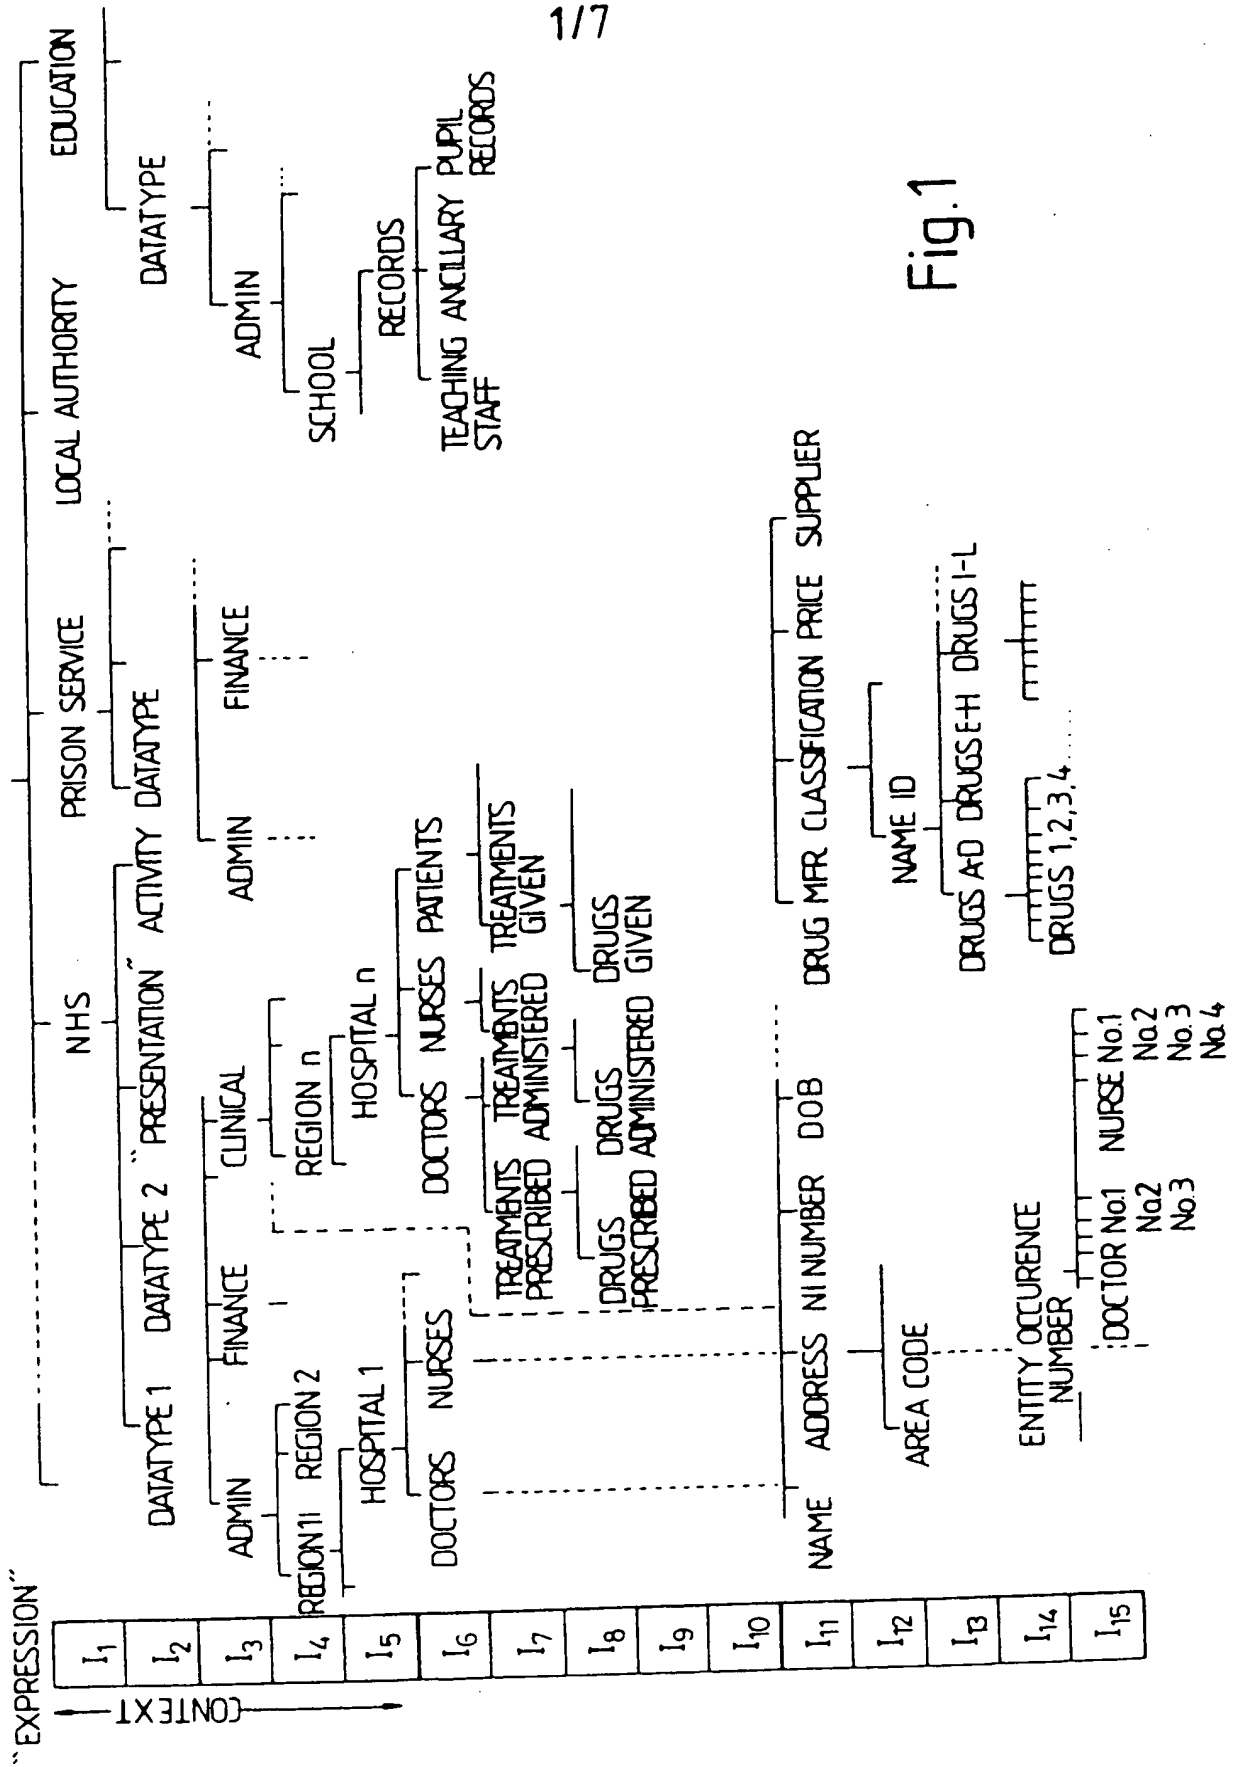 1/7
"EXPRESSION"
CONTEXT
I1
I2
I3
I4
I5
I6
I7
I8
I9
I10
I11
I12
I13
I14
I15
NHS PRISON SERVICE LOCAL AUTHORITY EDUCATION
DATATYPE 1 DATATYPE 2 "PRESENTATION" ACTIVITY DATATYPE DATATYPE
ADMIN FINANCE CLINICAL ADMIN FINANCE ADMIN
REGION 1 REGION 2 REGION n SCHOOL
HOSPITAL 1 HOSPITAL n RECORDS
DOCTORS NURSES DOCTORS NURSES PATIENTS TEACHING ANCILLARY PUPIL
STAFF RECORDS
TREATMENTS TREATMENTS TREATMENTS
PRESCRIBED ADMINISTERED GIVEN
DRUGS DRUGS DRUGS
PRESCRIBED ADMINISTERED GIVEN
NAME ADDRESS NI NUMBER DOB DRUG MFR CLASSIFICATION PRICE SUPPLIER
AREA CODE NAME ID
DRUGS A-D DRUGS E-H DRUGS I-L
ENTITY OCCURENCE
NUMBER
DRUGS 1,2,3,4
DOCTOR No.1 NURSE No.1
No.2 No.2
No.3 No.3
No.4
Fig.1